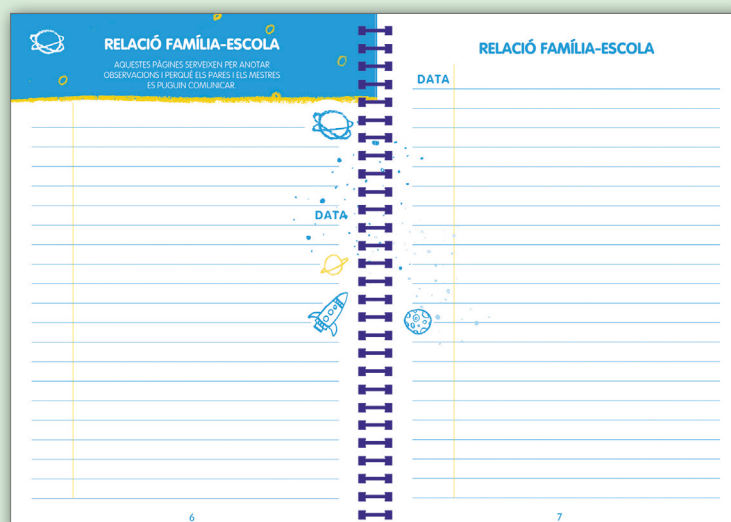 RELACIÓ FAMÍLIA-ESCOLA
AQUESTES PÀGINES SERVEIXEN PER ANOTAR
OBSERVACIONS I PERQUÈ ELS PARES I ELS MESTRES
ES PUGUIN COMUNICAR.
DATA
6
RELACIÓ FAMÍLIA-ESCOLA
DATA
7